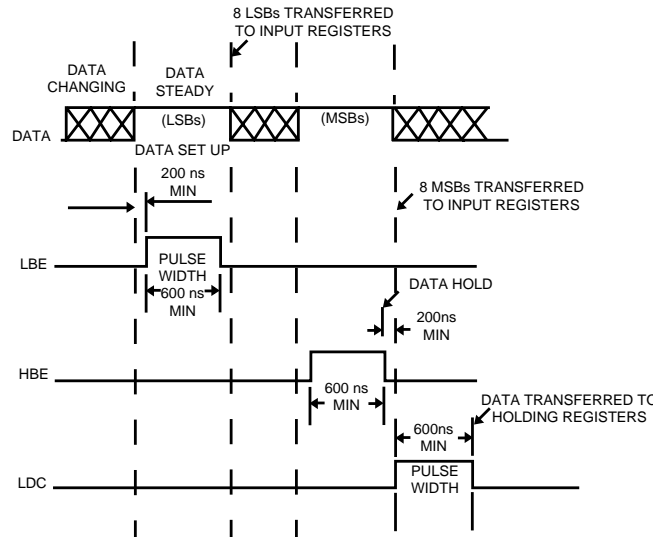 8 LSBs TRANSFERRED
TO INPUT REGISTERS
DATA
CHANGING
DATA
STEADY
(LSBs)
(MSBs)
DATA
DATA SET UP
200 ns
MIN
8 MSBs TRANSFERRED
TO INPUT REGISTERS
LBE
PULSE
WIDTH
600 ns
MIN
DATA HOLD
200ns
MIN
HBE
600 ns
MIN
DATA TRANSFERRED TO
HOLDING REGISTERS
600ns
MIN
LDC
PULSE
WIDTH